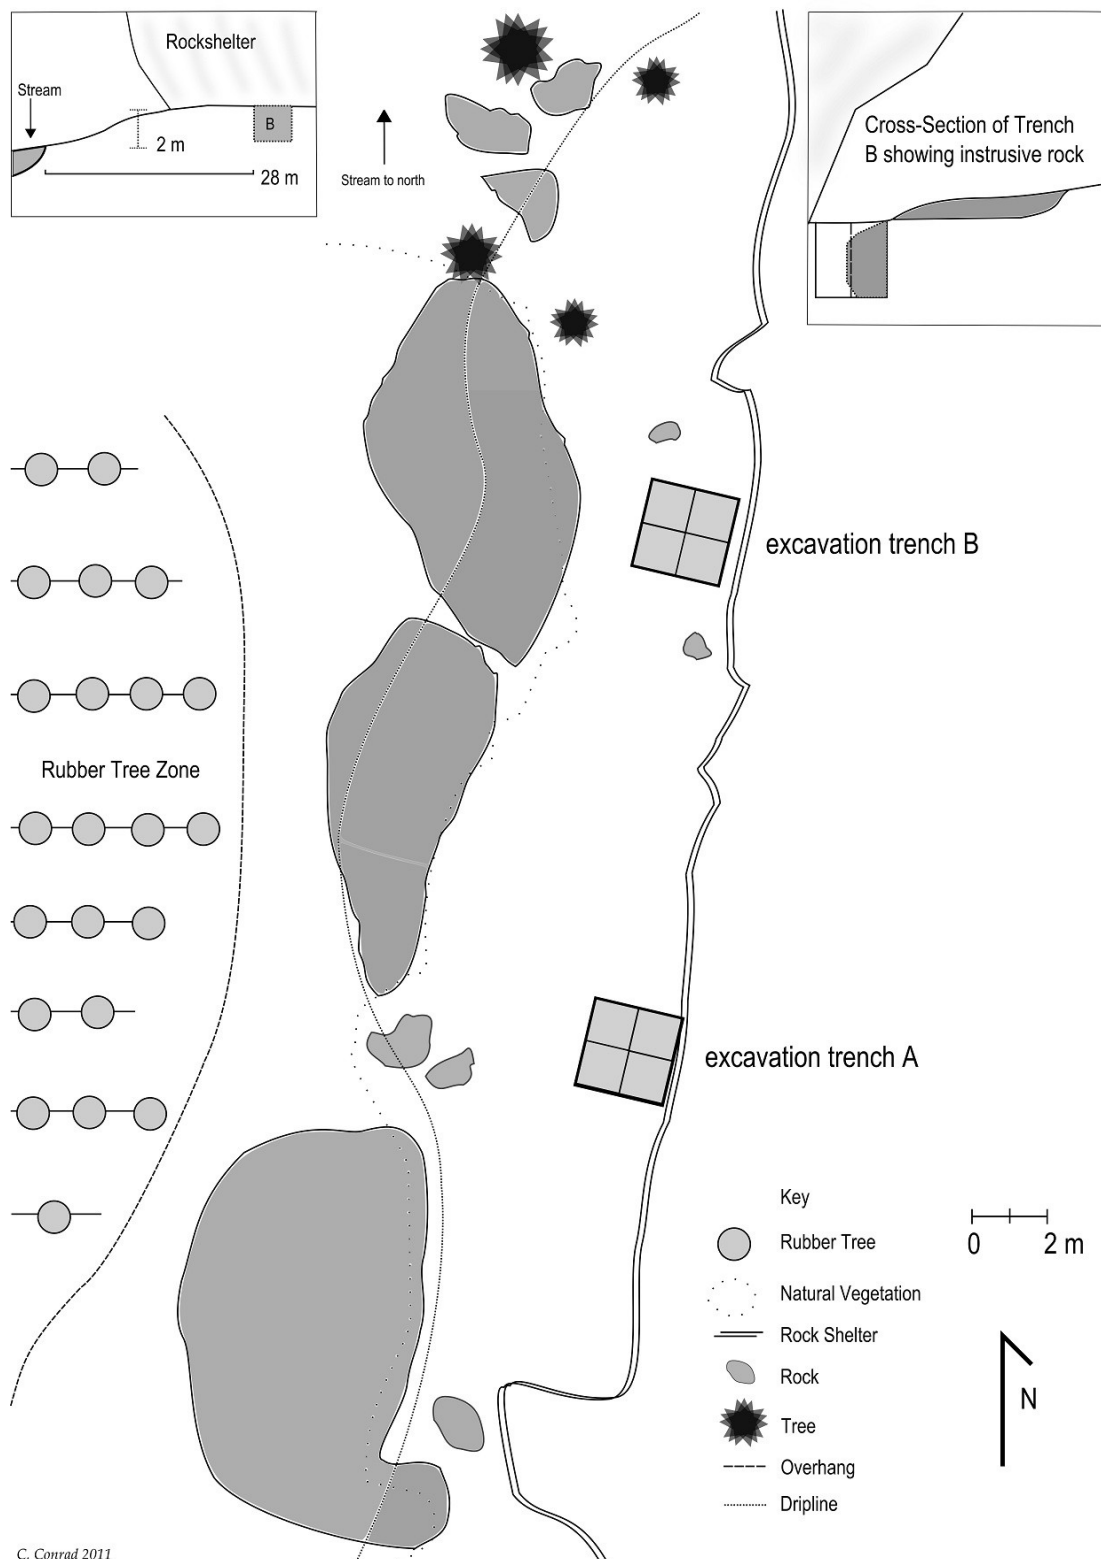 Rockshelter
Stream
B
2 m
28 m
Stream to north
Cross-Section of Trench
B showing instrusive rock
excavation trench B
Rubber Tree Zone
excavation trench A
Key
Rubber Tree
Natural Vegetation
Rock Shelter
Rock
Tree
Overhang
Dripline
0 2 m
N
C. Conrad 2011